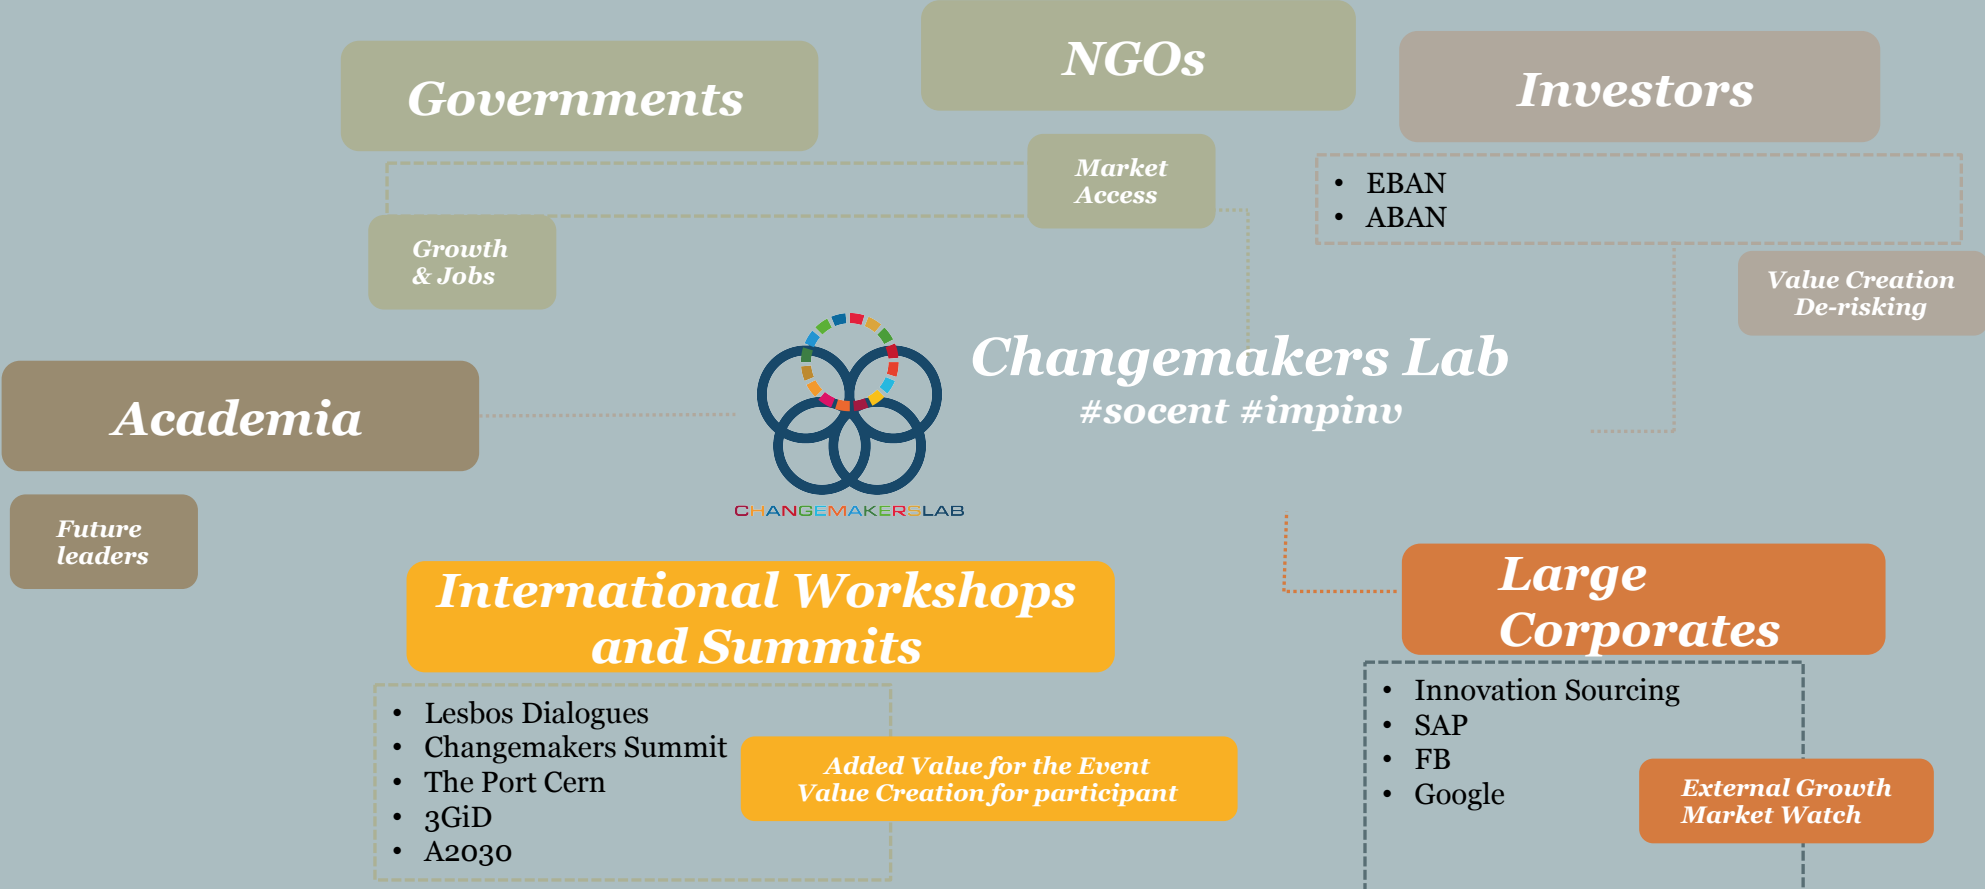 Governments
NGOs
Investors
Market
Access
• EBAN
• ABAN
Growth
& Jobs
Value Creation
De-risking
Changemakers Lab
#socent #impinv
Academia
CHANGEMAKERSLAB
Future
leaders
International Workshops
and Summits
Large
Corporates
• Lesbos Dialogues
• Changemakers Summit
• The Port Cern
• 3GiD
• A2030
Added Value for the Event
Value Creation for participant
• Innovation Sourcing
• SAP
• FB
• Google
External Growth
Market Watch